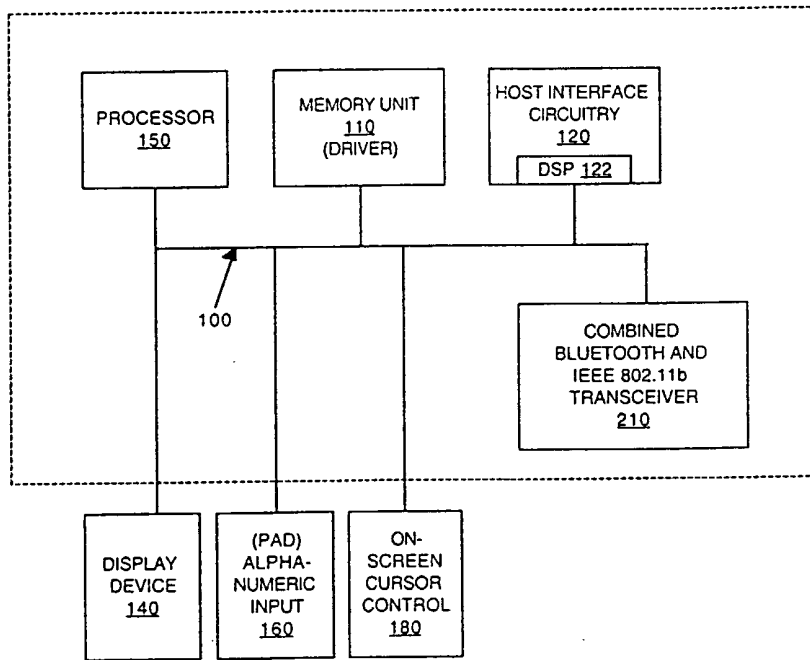 PROCESSOR
150
MEMORY UNIT
110
(DRIVER)
HOST INTERFACE
CIRCUITRY
120
DSP 122
100
COMBINED
BLUETOOTH AND
IEEE 802.11b
TRANSCEIVER
210
DISPLAY
DEVICE
140
(PAD)
ALPHA-
NUMERIC
INPUT
160
ON-
SCREEN
CURSOR
CONTROL
180